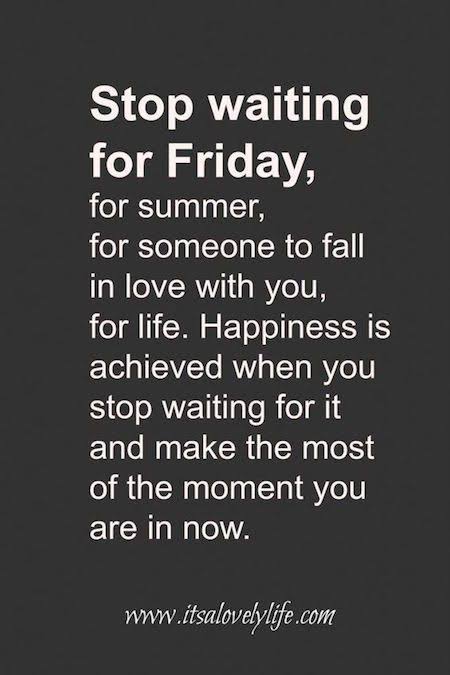 Stop waiting
for Friday,
for summer,
for someone to fall
in love with you,
for life. Happiness is
achieved when you
stop waiting for it
and make the most
of the moment you
are in now.
www.itsalovelylife.com